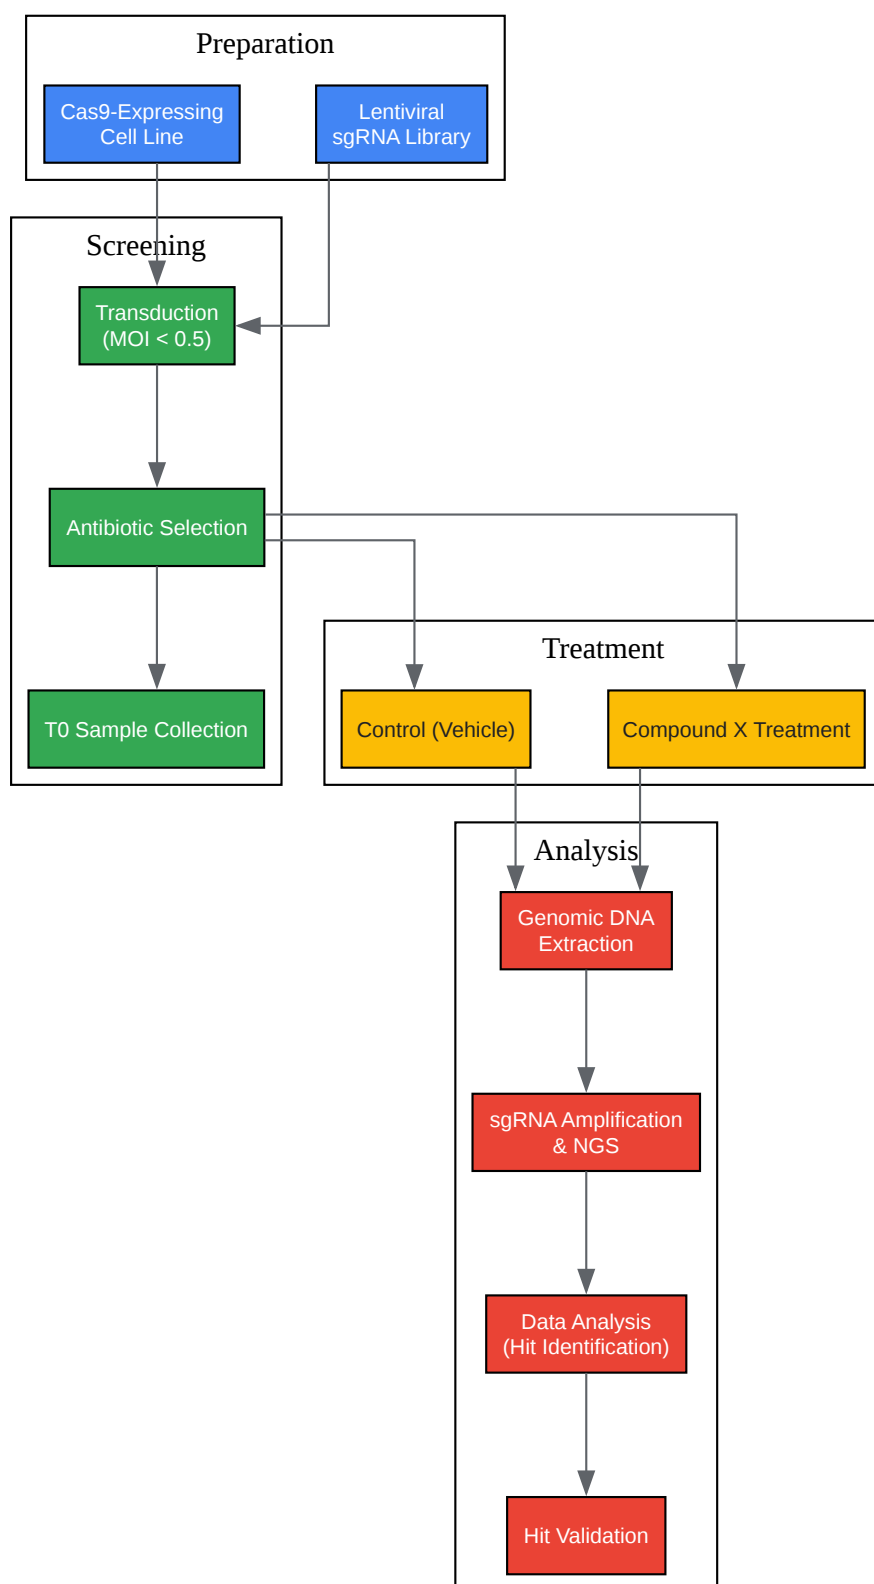 Preparation
Cas9-Expressing
Cell Line
Lentiviral
sgRNA Library
Screening
Transduction
(MOI < 0.5)
Antibiotic Selection
T0 Sample Collection
Treatment
Control (Vehicle)
Compound X Treatment
Analysis
Genomic DNA
Extraction
sgRNA Amplification
& NGS
Data Analysis
(Hit Identification)
Hit Validation